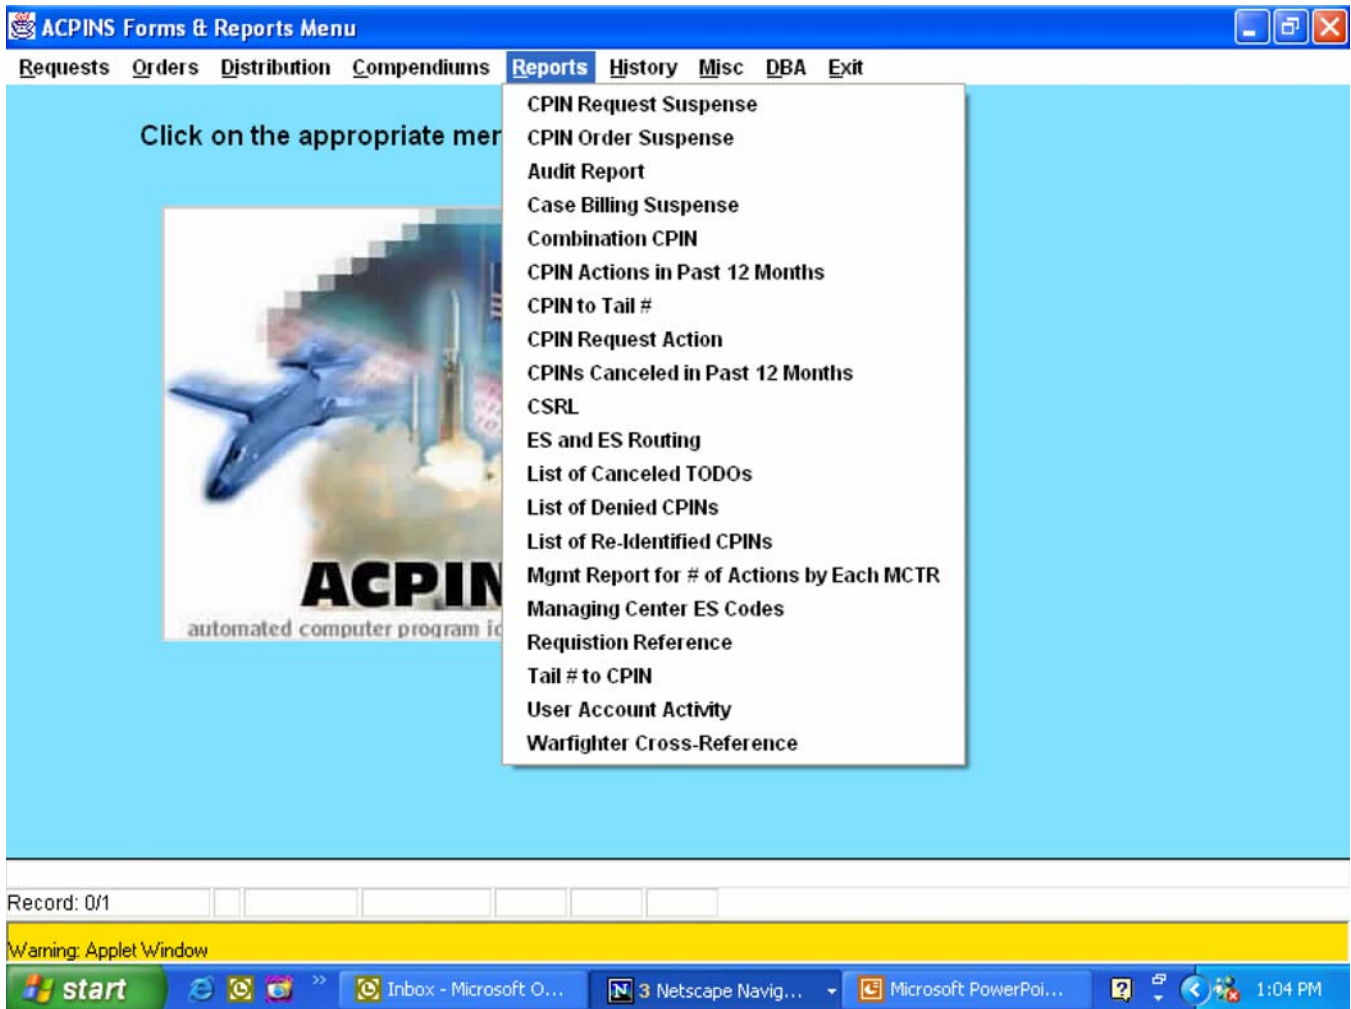 ACPINS Forms & Reports Menu
Requests Orders Distribution Compendiums Reports History Misc DBA Exit
Click on the appropriate
CPIN Request Suspense
CPIN Order Suspense
Audit Report
Case Billing Suspense
Combination CPIN
CPIN Actions in Past 12 Months
CPIN to Tail #
CPIN Request Action
CPINs Canceled in Past 12 Months
CSRL
ES and ES Routing
List of Canceled TODOs
List of Denied CPINs
List of Re-Identified CPINs
Mgmt Report for # of Actions by Each MCTR
Managing Center ES Codes
Requistion Reference
Tail # to CPIN
User Account Activity
Warfighter Cross-Reference
ACPIN
automated computer program
Record: 0/1
Warning: Applet Window
start Inbox - Microsoft O... 3 Netscape Navig... Microsoft PowerPoi... 1:04 PM